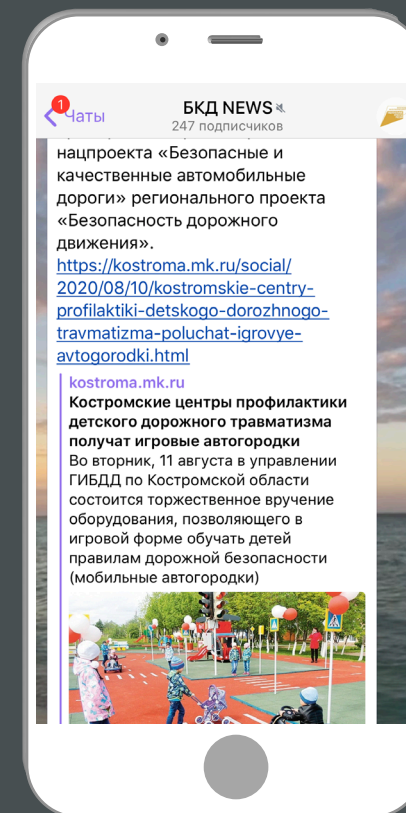 1
Чаты
БКД NEWS
247 подписчиков
нацпроекта «Безопасные и
качественные автомобильные
дороги» регионального проекта
«Безопасность дорожного
движения».
https://kostroma.mk.ru/social/
2020/08/10/kostromskie-centry-
profilaktiki-detskogo-dorozhnogo-
travmatizma-poluchat-igrovye-
avtogorodki.html
kostroma.mk.ru
Костромские центры профилактики
детского дорожного травматизма
получат игровые автогородки
Во вторник, 11 августа в управлении
ГИБДД по Костромской области
состоится торжественное вручение
оборудования, позволяющего в
игровой форме обучать детей
правилам дорожной безопасности
(мобильные автогородки)